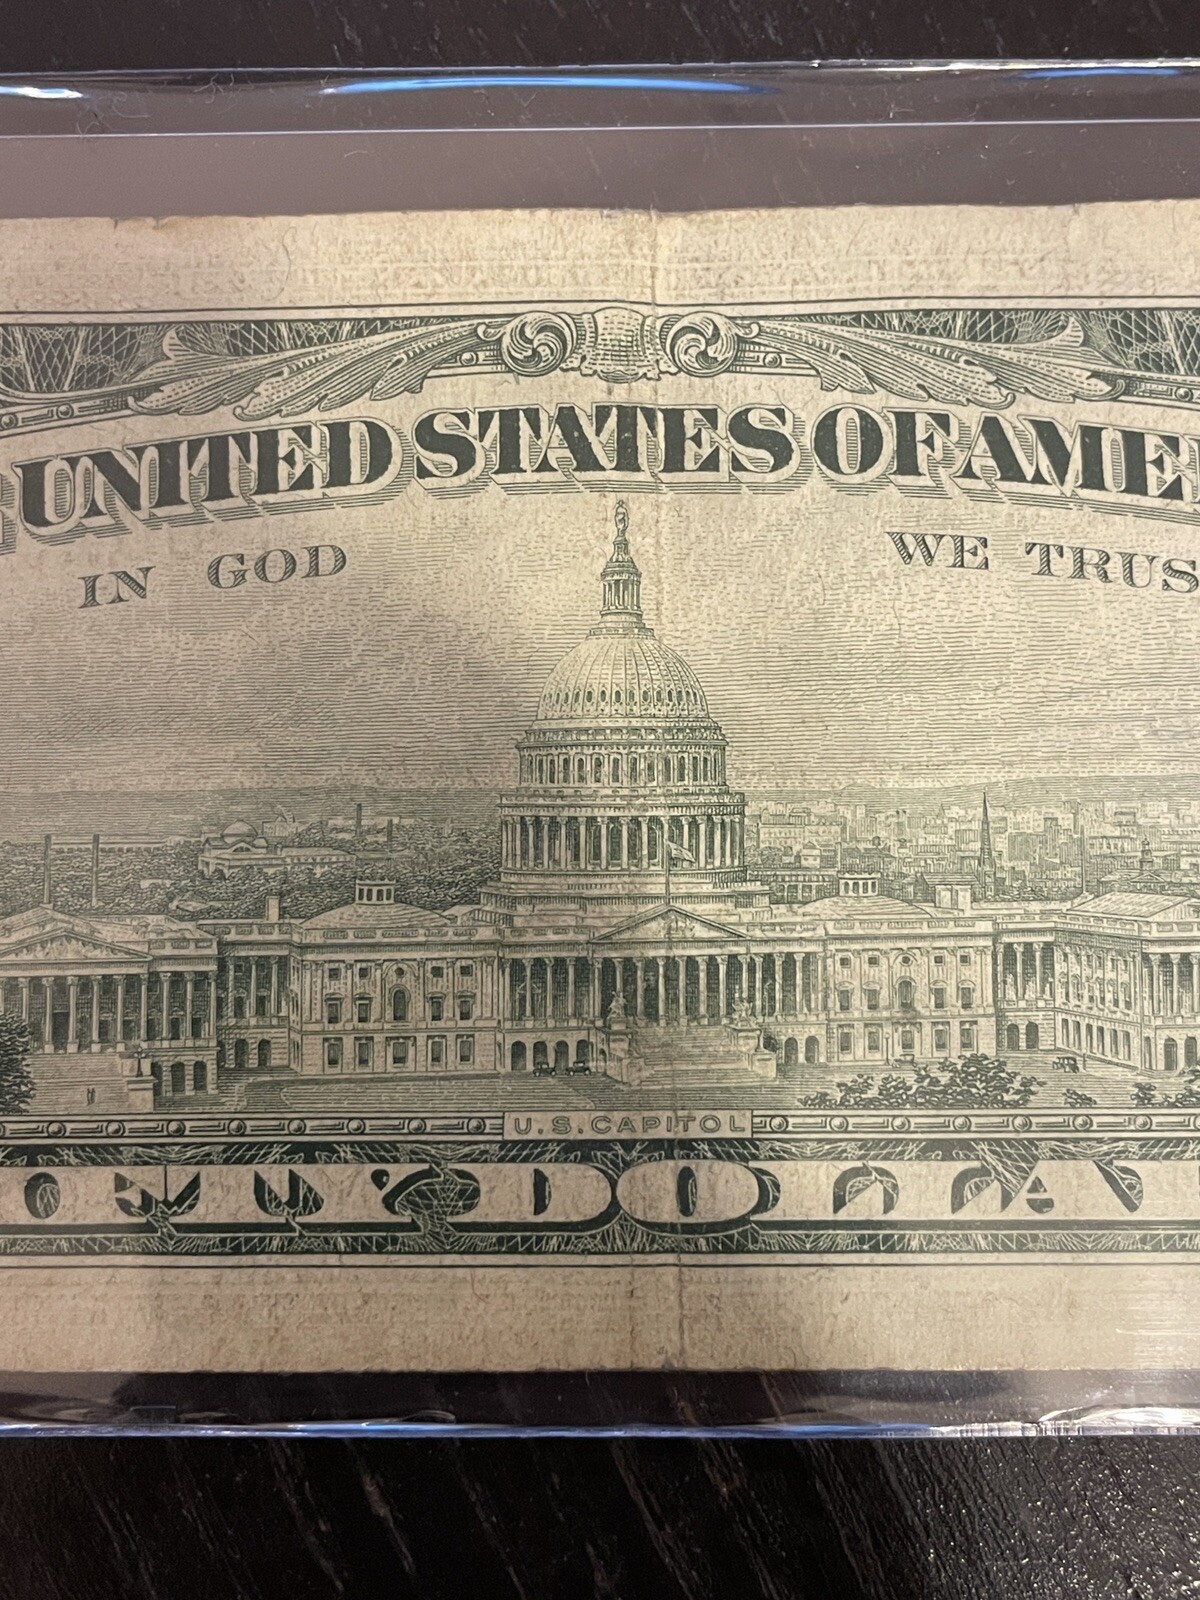 UNITED STATES OF AME
IN GOD WE TRUS
U.S. CAPITOL